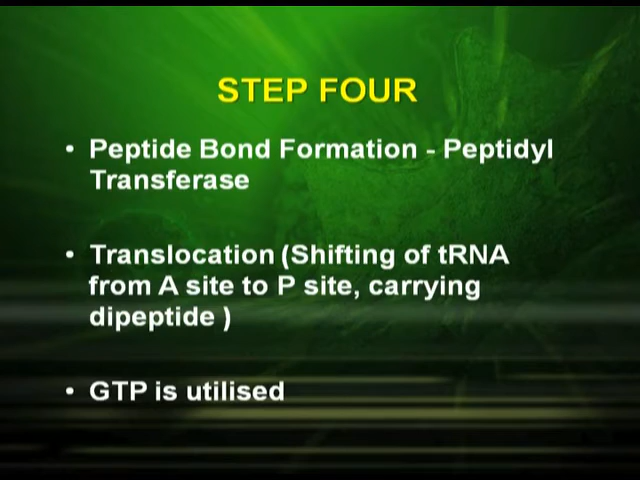 STEP FOUR
• Peptide Bond Formation - Peptidyl
Transferase
• Translocation (Shifting of tRNA
from A site to P site, carrying
dipeptide )
• GTP is utilised